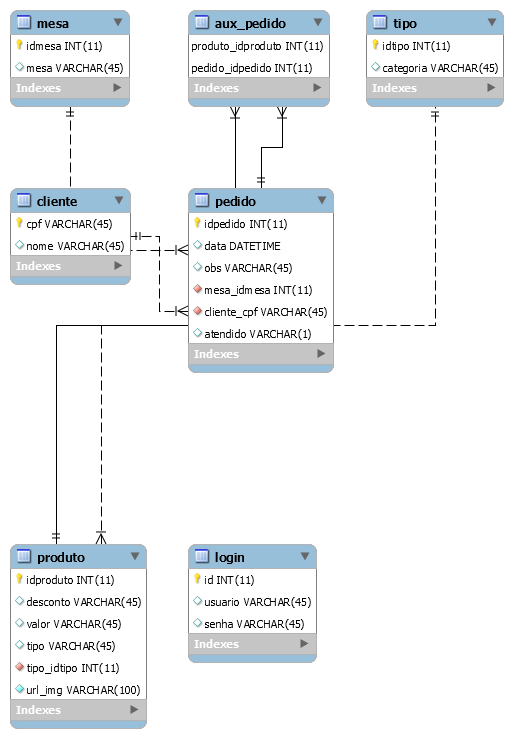 mesa
idmesa INT(11)
mesa VARCHAR(45)
Indexes
aux_pedido
produto_idproduto INT(11)
pedido_idpedido INT(11)
Indexes
tipo
idtipo INT(11)
categoria VARCHAR(45)
Indexes
cliente
cpf VARCHAR(45)
nome VARCHAR(45)
Indexes
pedido
idpedido INT(11)
data DATETIME
obs VARCHAR(45)
mesa_idmesa INT(11)
cliente_cpf VARCHAR(45)
atendido VARCHAR(1)
Indexes
produto
idproduto INT(11)
desconto VARCHAR(45)
valor VARCHAR(45)
tipo VARCHAR(45)
tipo_idtipo INT(11)
url_img VARCHAR(100)
Indexes
login
id INT(11)
usuario VARCHAR(45)
senha VARCHAR(45)
Indexes